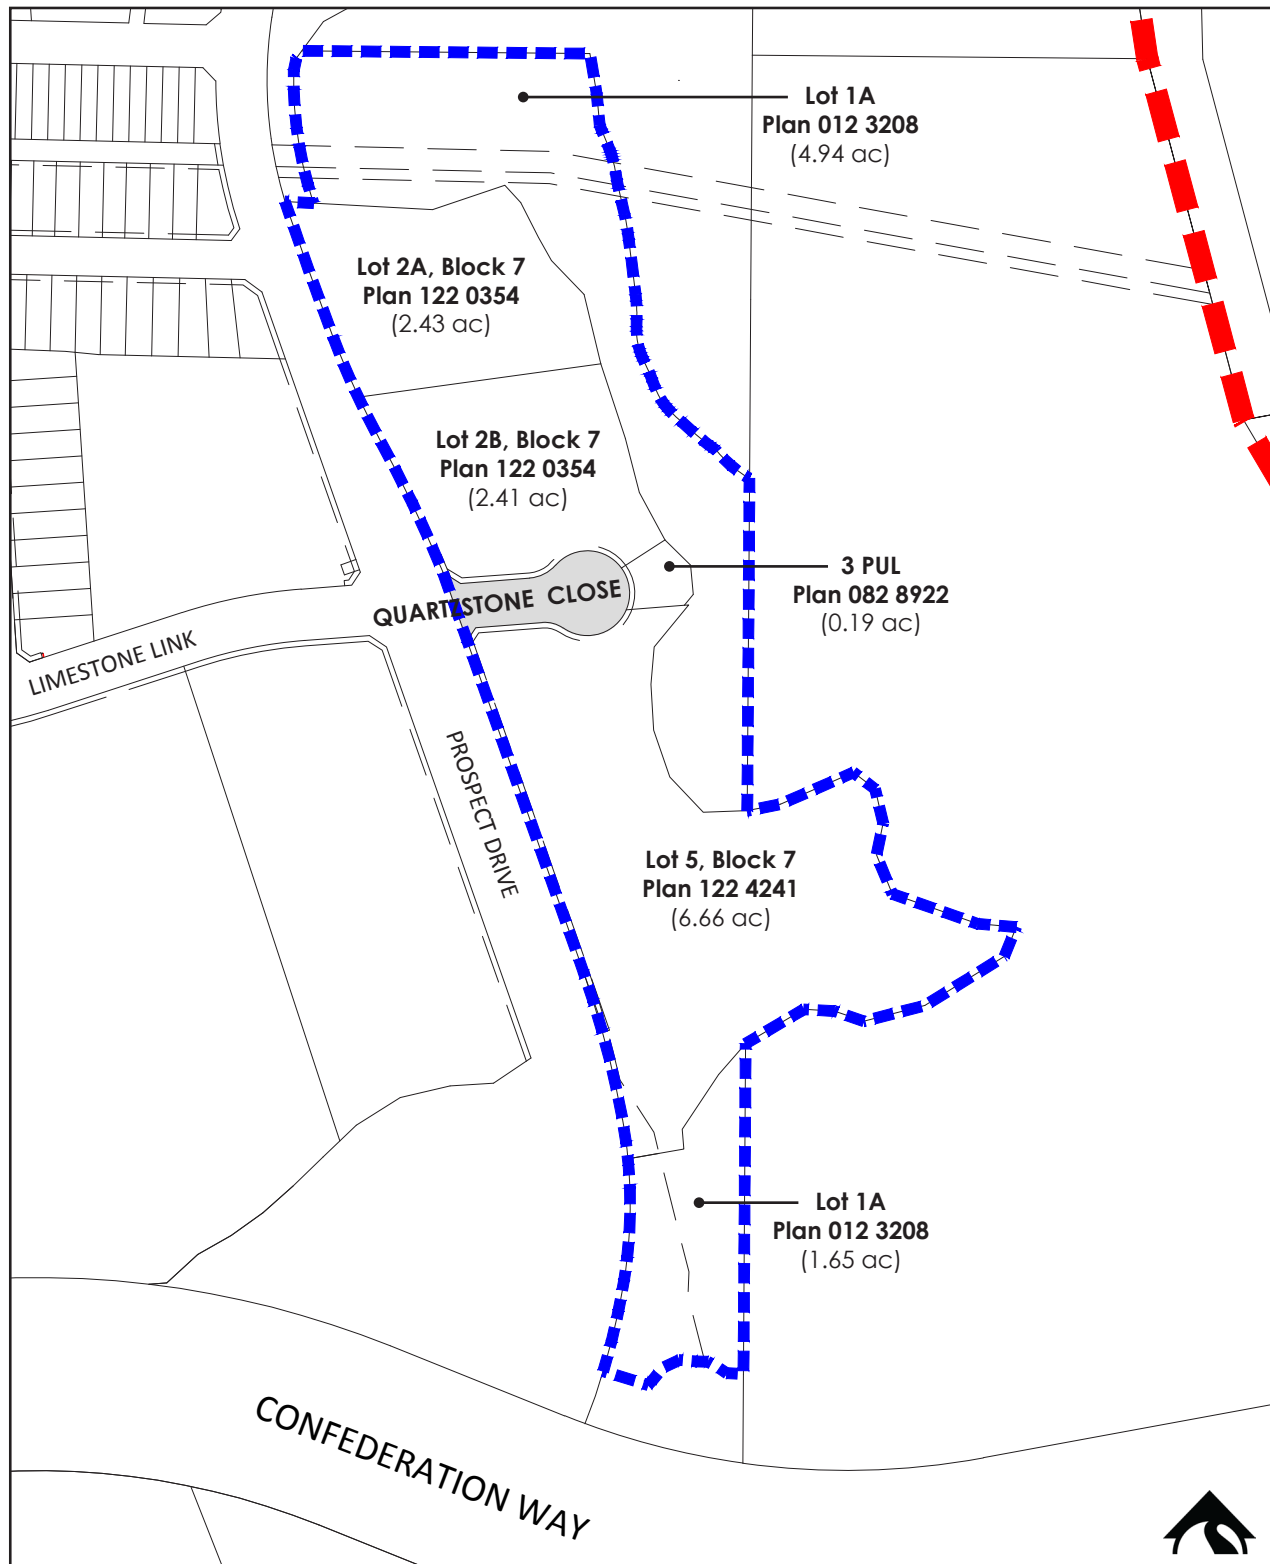 Lot 1A
Plan 012 3208
(4.94 ac)
Lot 2A, Block 7
Plan 122 0354
(2.43 ac)
Lot 2B, Block 7
Plan 122 0354
(2.41 ac)
3 PUL
Plan 082 8922
(0.19 ac)
QUARTZSTONE CLOSE
LIMESTONE LINK
PROSPECT DRIVE
Lot 5, Block 7
Plan 122 4241
(6.66 ac)
Lot 1A
Plan 012 3208
(1.65 ac)
CONFEDERATION WAY